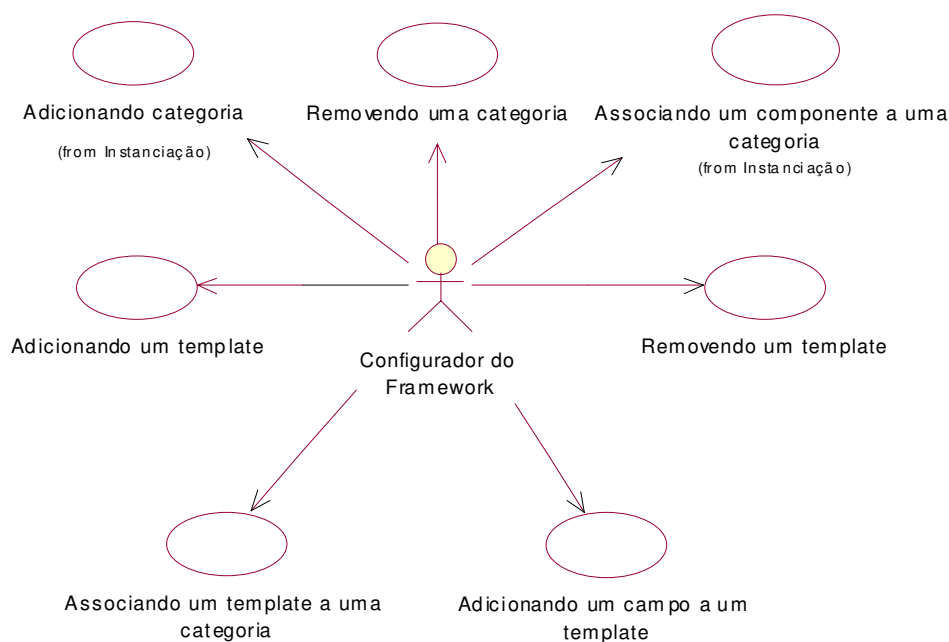 Adicionando categoria
(from Instanciação)
Removendo uma categoria
Associando um componente a uma
categoria
(from Instanciação)
Adicionando um template
Configurador do
Framework
Removendo um template
Associando um template a uma
categoria
Adicionando um campo a um
template